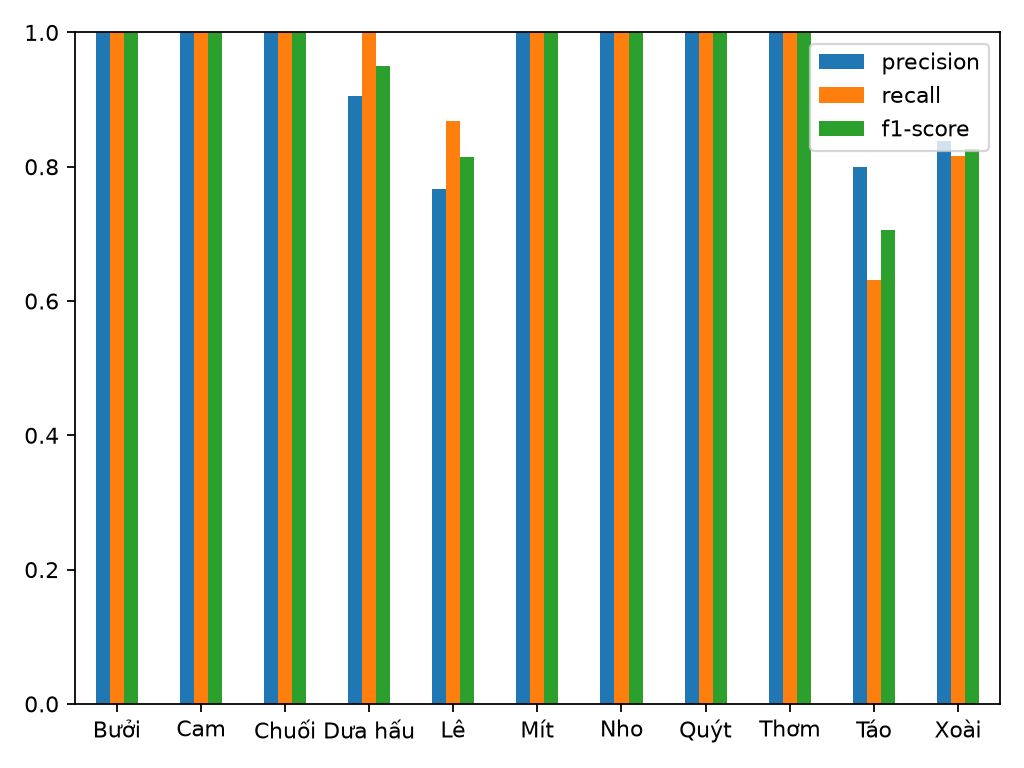 1.0
0.8
0.6
0.4
0.2
0.0
precision
recall
f1-score
Bưởi Cam Chuối Dưa hấu Lê Mít Nho Quýt Thơm Táo Xoài